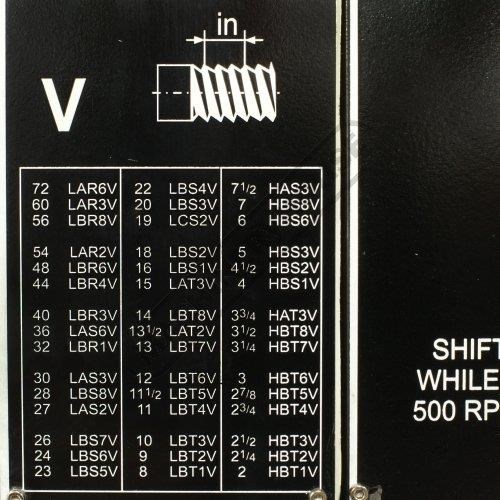 in
V
72 LAR6V 22 LBS4V 7 1/2 HAS3V
60 LAR3V 20 LBS3V 7 HBS8V
56 LBR8V 19 LCS2V 6 HBS6V
54 LAR2V 18 LBS2V 5 HBS3V
48 LBR6V 16 LBS1V 4 1/2 HBS2V
44 LBR4V 15 LAT3V 4 HBS1V
40 LBR3V 14 LBT8V 3 3/4 HAT3V
36 LAS6V 13 1/2 LAT2V 3 1/2 HBT8V
32 LBR1V 13 LBT7V 3 1/4 HBT7V
30 LAS3V 12 LBT6V 3 HBT6V
28 LBS8V 11 1/2 LBT5V 2 7/8 HBT5V
27 LAS2V 11 LBT4V 2 3/4 HBT4V
26 LBS7V 10 LBT3V 2 1/2 HBT3V
24 LBS6V 9 LBT2V 2 1/4 HBT2V
23 LBS5V 8 LBT1V 2 HBT1V
SHIFT
WHILE
500 RP